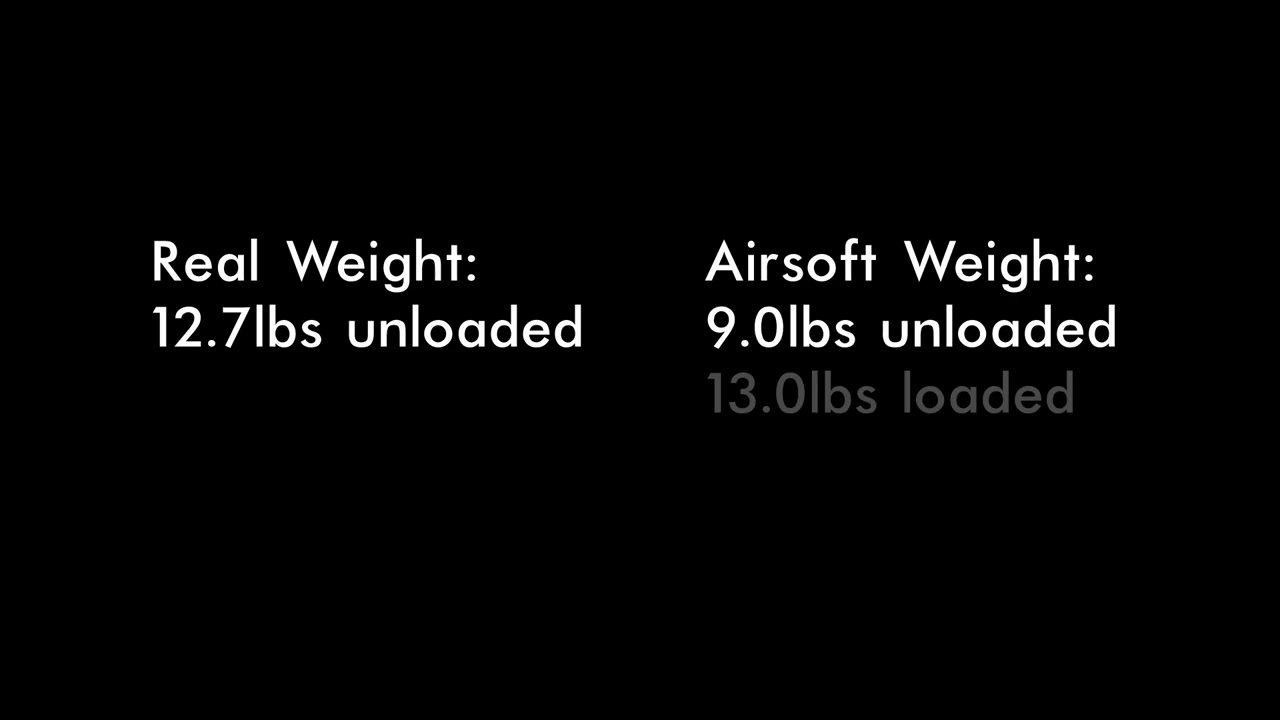 Real Weight:
12.7lbs unloaded
Airsoft Weight:
9.0lbs unloaded
13.0lbs loaded